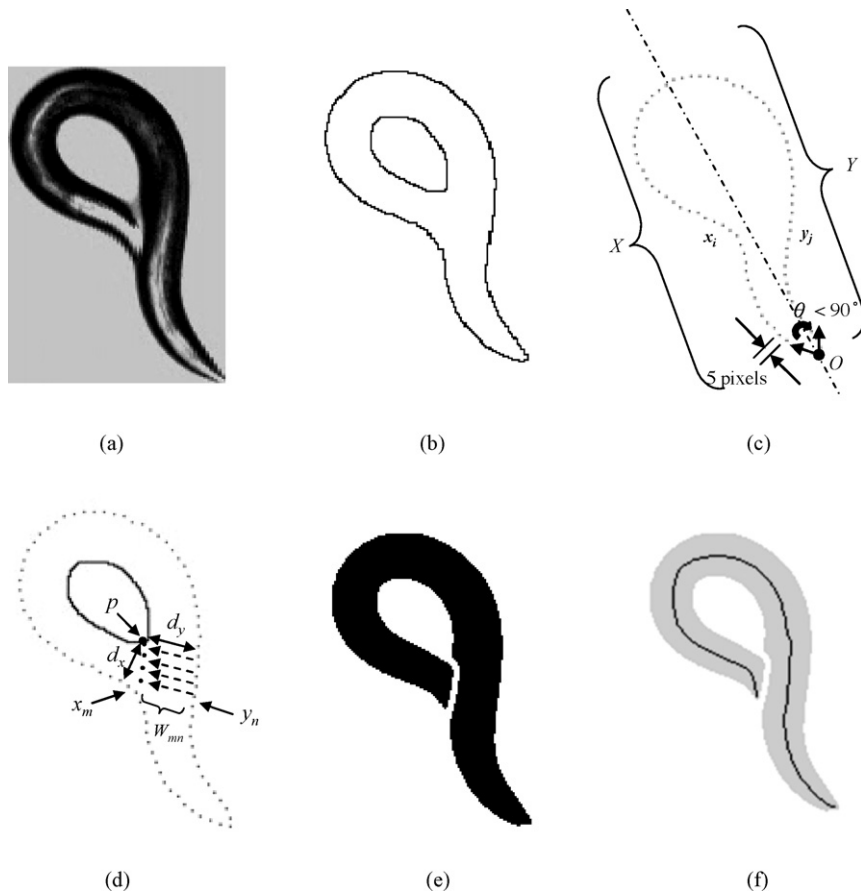 Y
X
x_i
y_j
θ < 90°
O
5 pixels
(a)
(b)
(c)
p
d_y
d_x
x_m
y_n
W_mn
(d)
(e)
(f)